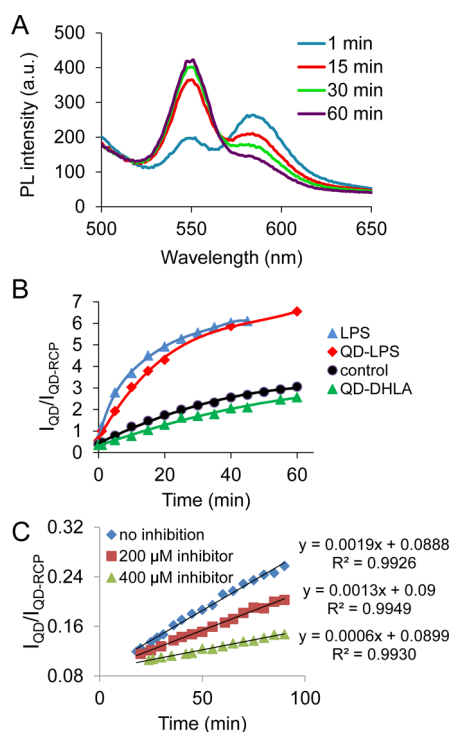 A
PL intensity (a.u.)
500
400
300
200
100
0
1 min
15 min
30 min
60 min
500
550
600
650
Wavelength (nm)
B
I_QD/I_QD-RCP
7
6
5
4
3
2
1
0
LPS
QD-LPS
control
QD-DHLA
0
20
40
60
Time (min)
C
I_QD/I_QD-RCP
0.32
0.24
0.16
0.08
no inhibition
200 µM inhibitor
400 µM inhibitor
y = 0.0019x + 0.0888
R² = 0.9926
y = 0.0013x + 0.09
R² = 0.9949
y = 0.0006x + 0.0899
R² = 0.9930
0
50
100
Time (min)